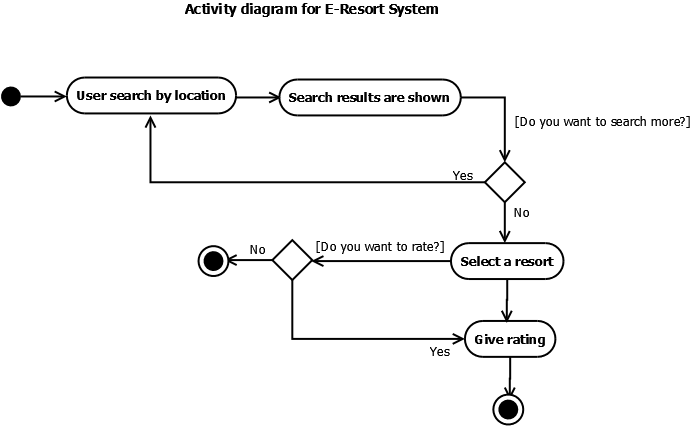 Activity diagram for E-Resort System
User search by location
Search results are shown
[Do you want to search more?]
Yes
No
[Do you want to rate?]
No
Select a resort
Give rating
Yes